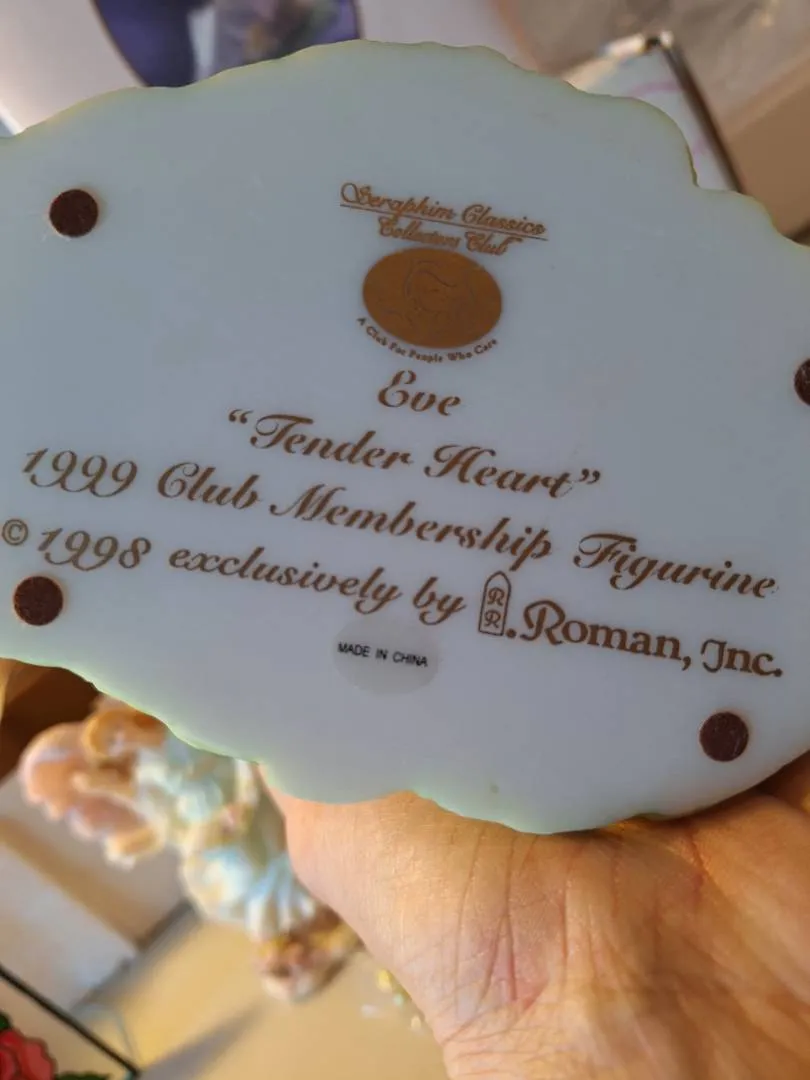 Seraphim Classics
Collectors Club
A Club For People Who Care
Eve
“Tender Heart”
1999 Club Membership Figurine
© 1998 exclusively by RR. Roman, Inc.
MADE IN CHINA